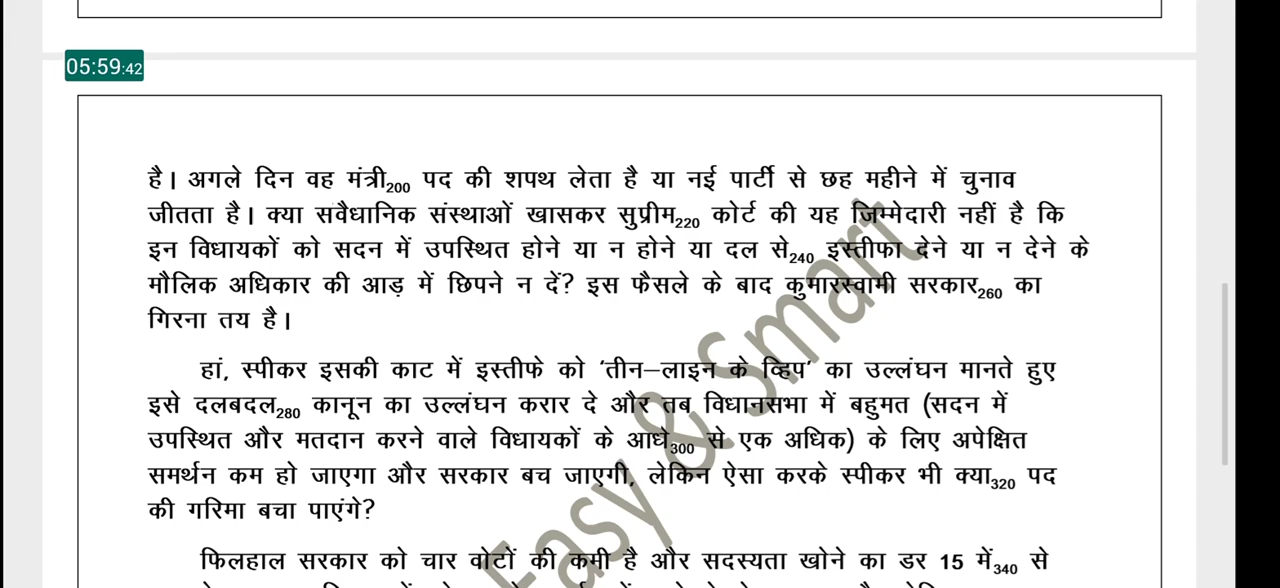 05:59:42
है। अगले दिन वह मंत्री200 पद की शपथ लेता है या नई पार्टी से छह महीने में चुनाव
जीतता है। क्या संवैधानिक संस्थाओं खासकर सुप्रीम220 कोर्ट की यह जिम्मेदारी नहीं है कि
इन विधायकों को सदन में उपस्थित होने या न होने या दल से240 इस्तीफा देने या न देने के
मौलिक अधिकार की आड़ में छिपने न दें? इस फैसले के बाद कुमारस्वामी सरकार260 का
गिरना तय है।
हां, स्पीकर इसकी काट में इस्तीफे को 'तीन–लाइन के व्हिप' का उल्लंघन मानते हुए
इसे दलबदल280 कानून का उल्लंघन करार दे और तब विधानसभा में बहुमत (सदन में
उपस्थित और मतदान करने वाले विधायकों के आधे300 से एक अधिक) के लिए अपेक्षित
समर्थन कम हो जाएगा और सरकार बच जाएगी, लेकिन ऐसा करके स्पीकर भी क्या320 पद
की गरिमा बचा पाएंगे?
फिलहाल सरकार को चार वोटों की कमी है और सदस्यता खोने का डर 15 में340 से
Easy & Smart